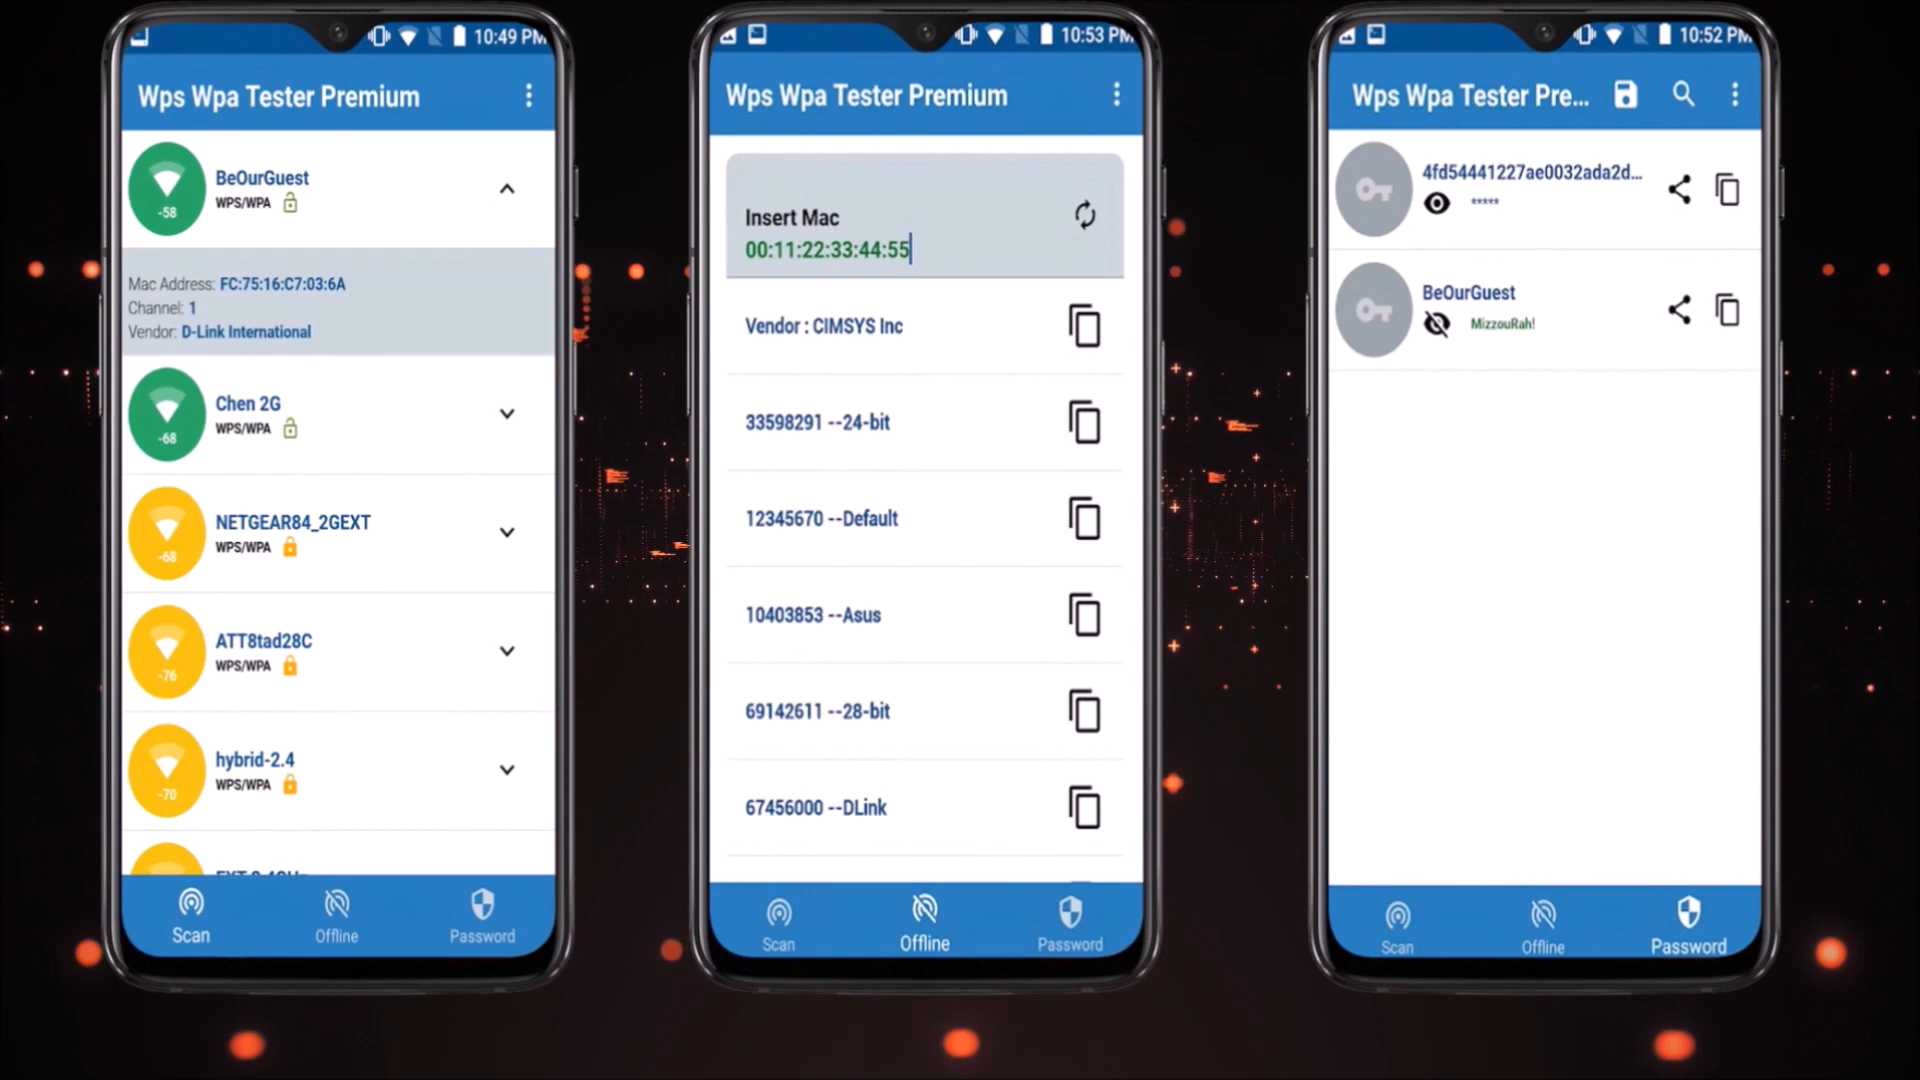 10:49 PM
Wps Wpa Tester Premium
BeOurGuest
WPS/WPA
-58
Mac Address: FC:75:16:C7:03:6A
Channel: 1
Vendor: D-Link International
Chen 2G
WPS/WPA
-68
NETGEAR84_2GEXT
WPS/WPA
-68
ATT8tad28C
WPS/WPA
-76
hybrid-2.4
WPS/WPA
-70
Scan
Offline
Password
10:53 PM
Wps Wpa Tester Premium
Insert Mac
00:11:22:33:44:55
Vendor : CIMSYS Inc
33598291 --24-bit
12345670 --Default
10403853 --Asus
69142611 --28-bit
67456000 --DLink
Scan
Offline
Password
10:52 PM
Wps Wpa Tester Pre...
4fd54441227ae0032ada2d...
*****
BeOurGuest
MizzouRah!
Scan
Offline
Password